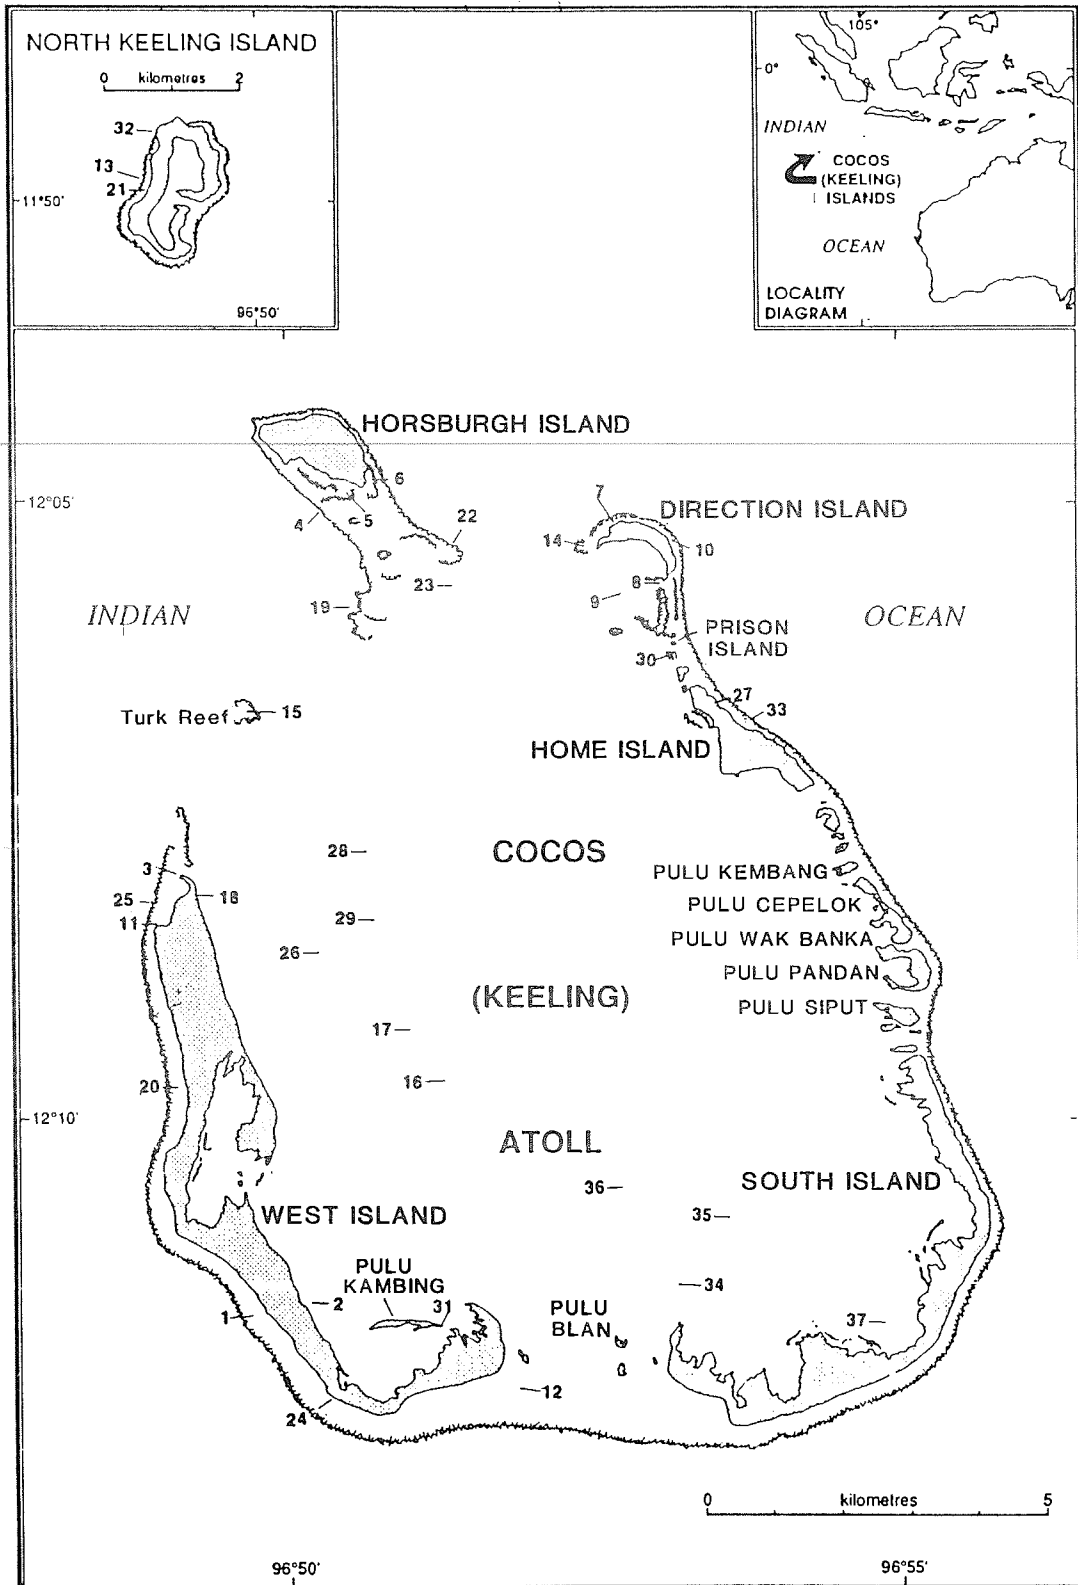 NORTH KEELING ISLAND
0 kilometres 2
32
13
21
11°50'
96°50'
105°
0°
INDIAN
COCOS
(KEELING)
ISLANDS
OCEAN
LOCALITY
DIAGRAM
HORSBURGH ISLAND
6
12°05'
4
5
22
7
DIRECTION ISLAND
14
10
23
8
9
19
INDIAN
OCEAN
PRISON
ISLAND
30
27
33
Turk Reef
15
HOME ISLAND
28
COCOS
3
18
25
11
29
26
PULU KEMBANG
PULU CEPELOK
PULU WAK BANKA
PULU PANDAN
PULU SIPUT
(KEELING)
17
16
20
12°10'
ATOLL
36
SOUTH ISLAND
35
WEST ISLAND
PULU
KAMBING
34
2
31
1
PULU
BLAN
37
12
24
0 kilometres 5
96°50'
96°55'